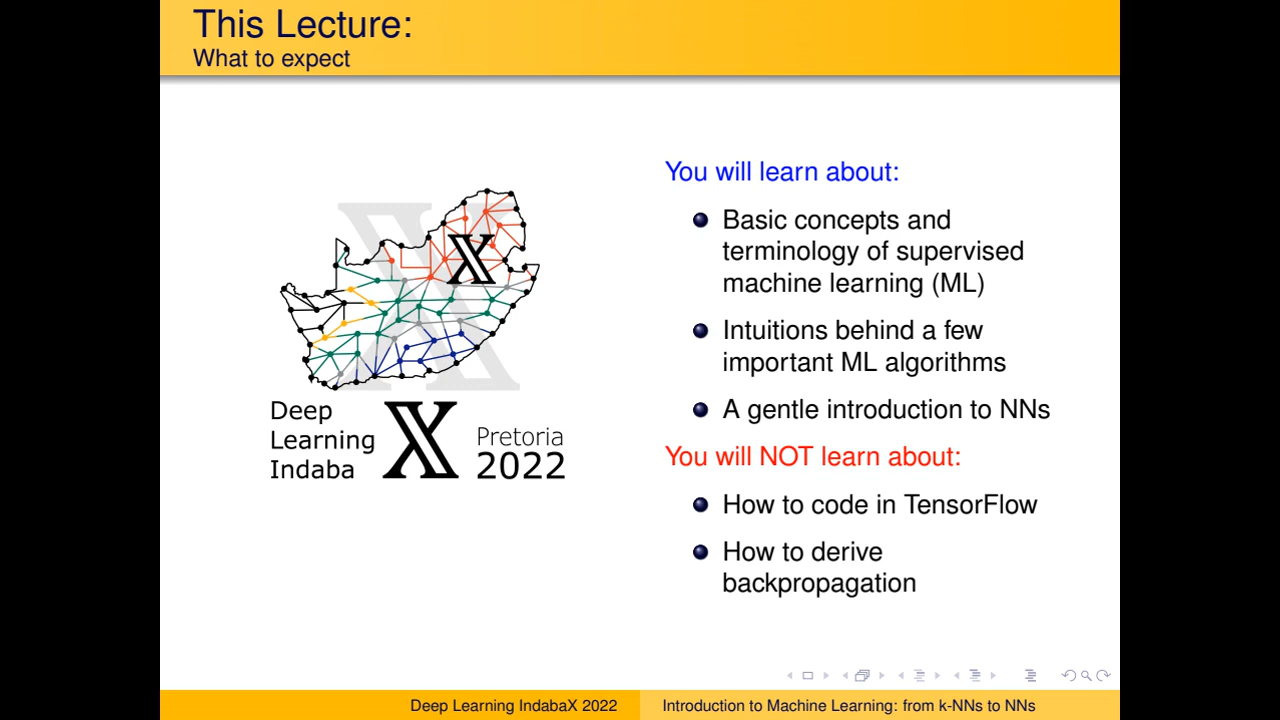 This Lecture:
What to expect
Deep
Learning
Indaba
X
Pretoria
2022
You will learn about:
Basic concepts and
terminology of supervised
machine learning (ML)
Intuitions behind a few
important ML algorithms
A gentle introduction to NNs
You will NOT learn about:
How to code in TensorFlow
How to derive
backpropagation
Deep Learning IndabaX 2022
Introduction to Machine Learning: from k-NNs to NNs